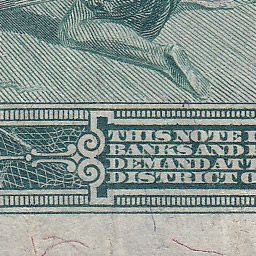 THIS NOTE I
BANKS AND
DEMAND AT
DISTRICT O